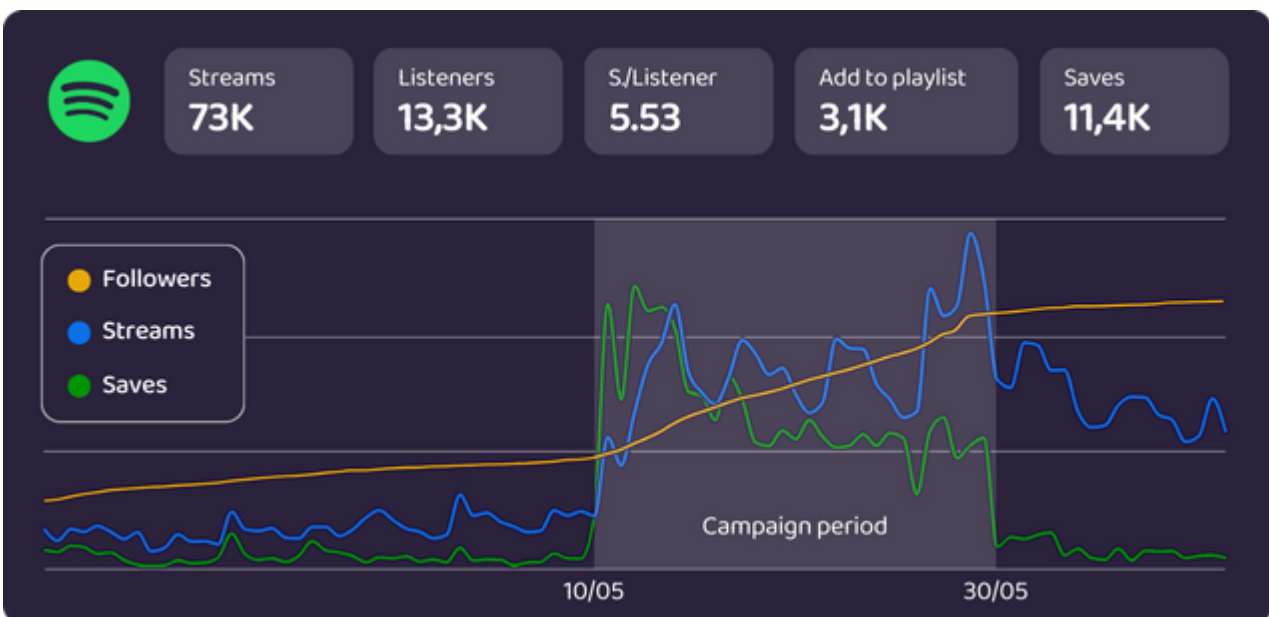 Streams
73K
Listeners
13,3K
S./Listener
5.53
Add to playlist
3,1K
Saves
11,4K
Followers
Streams
Saves
Campaign period
10/05
30/05